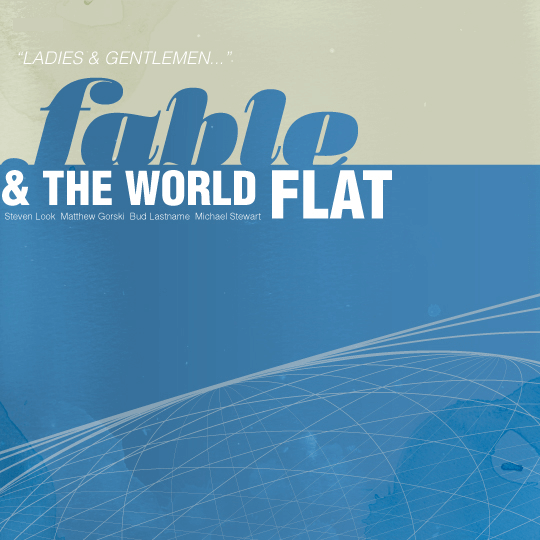 “LADIES & GENTLEMEN...”
fable
& THE WORLD FLAT
Steven Look Matthew Gorski Bud Lastname Michael Stewart